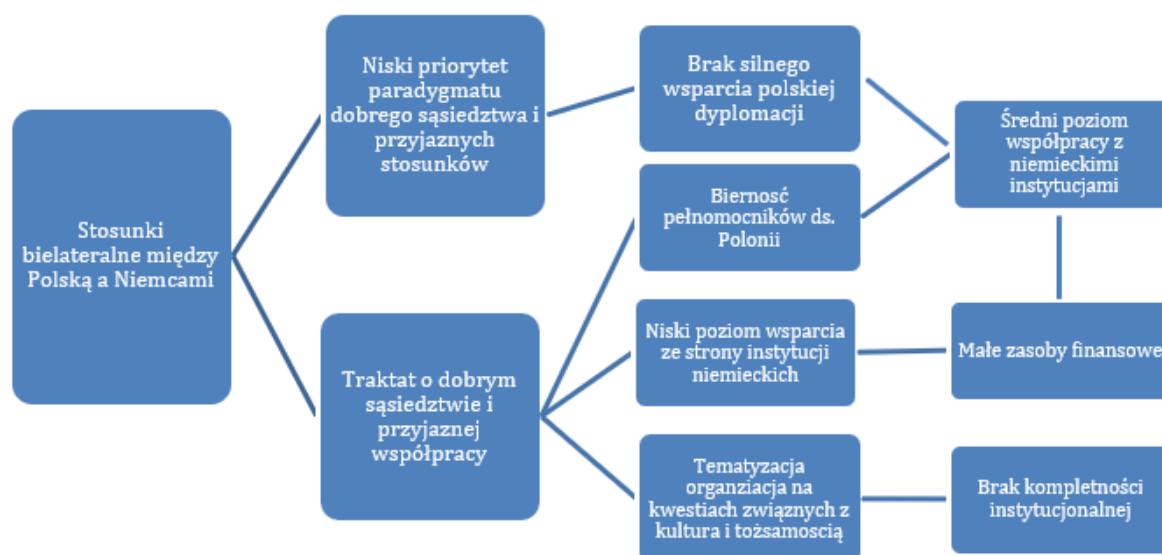 Stosunki
bielateralne między
Polską a Niemcami
Niski priorytet
paradygmatu
dobrego sąsiedztwa i
przyjaznych
stosunków
Traktat o dobrym
sąsiedztwie i
przyjaznej
współpracy
Brak silnego
wsparcia polskiej
dyplomacji
Biernosć
pełnomocników ds.
Polonii
Niski poziom wsparcia
ze strony instytucji
niemieckich
Tematyzacja
organziacja na
kwestiach związnych z
kultura i tożsamoscią
Średni poziom
współpracy z
niemieckimi
instytucjami
Małe zasoby finansowe
Brak kompletności
instytucjonalnej